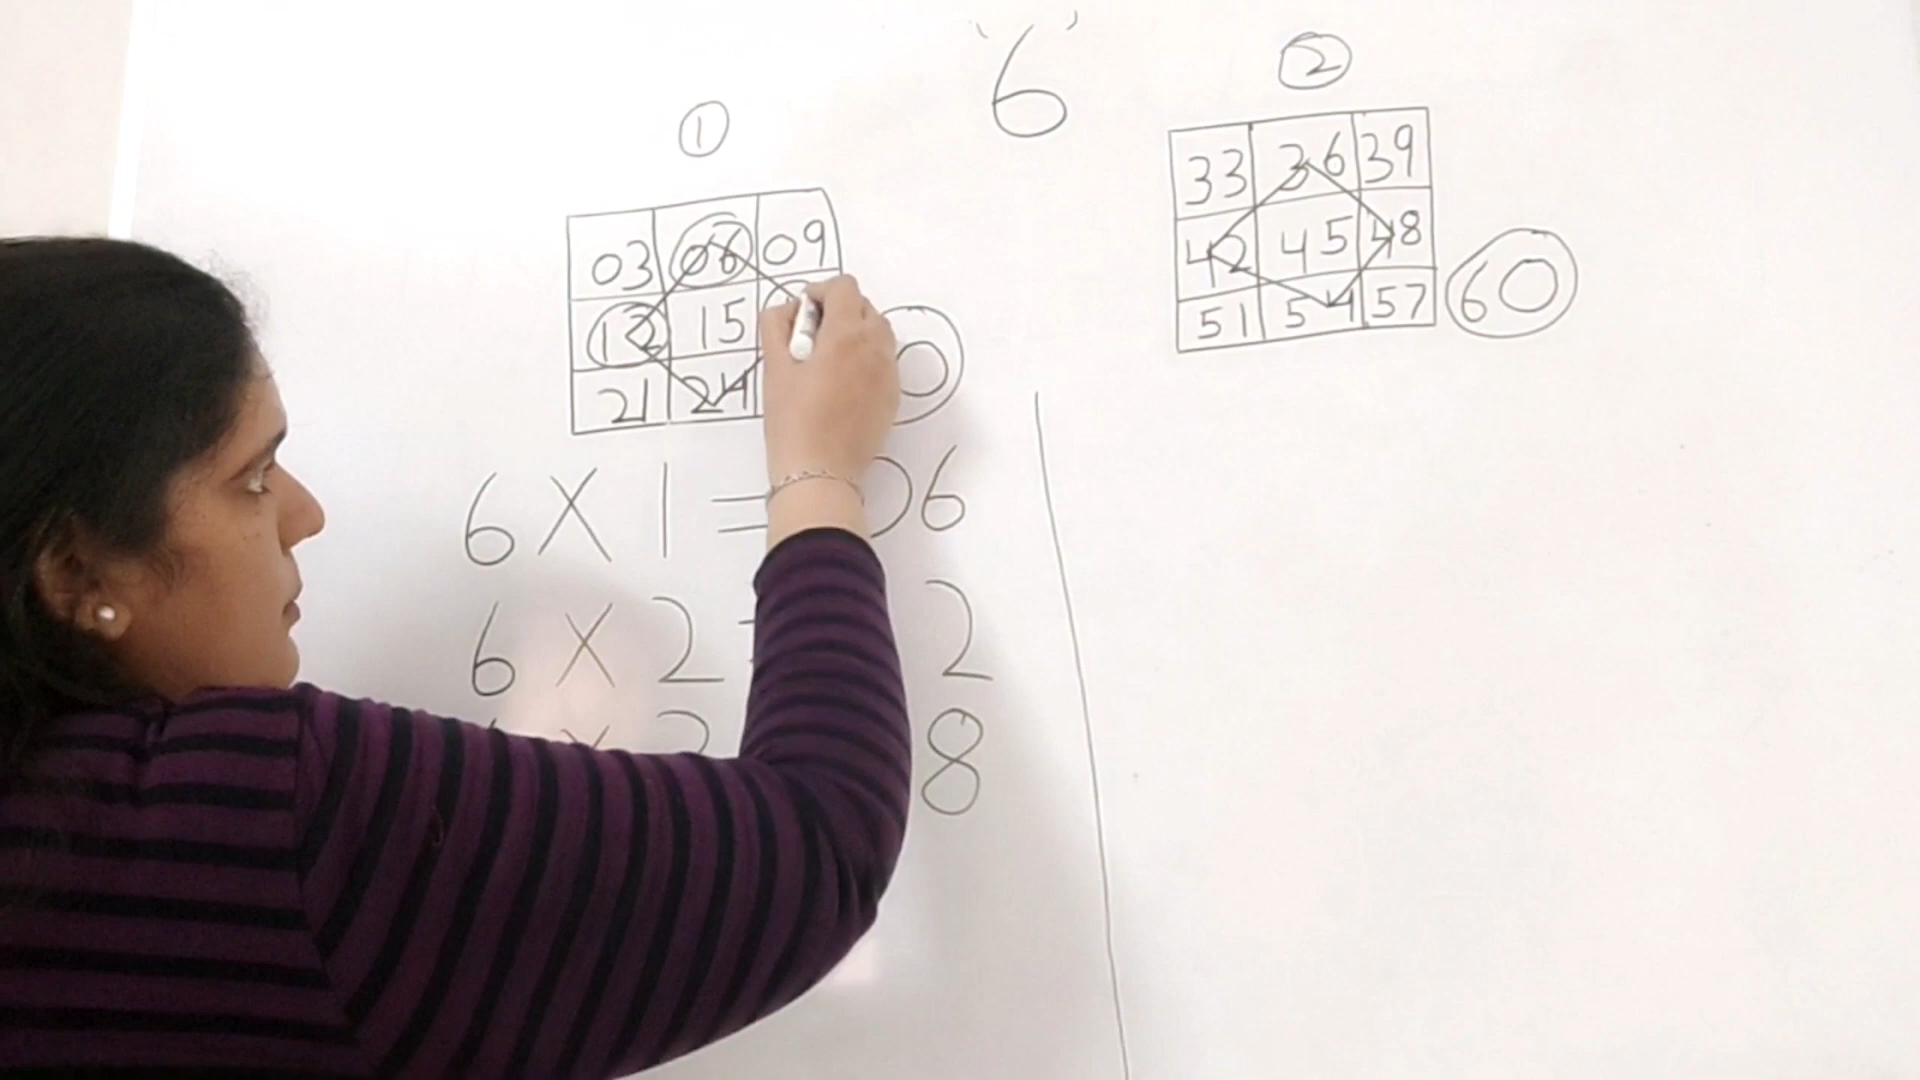 '6'
①
03 06 09
12 15
21 24
0
②
33 36 39
42 45 48
51 54 57
60
6 X 1 = 06
6 X 2 = 2
8